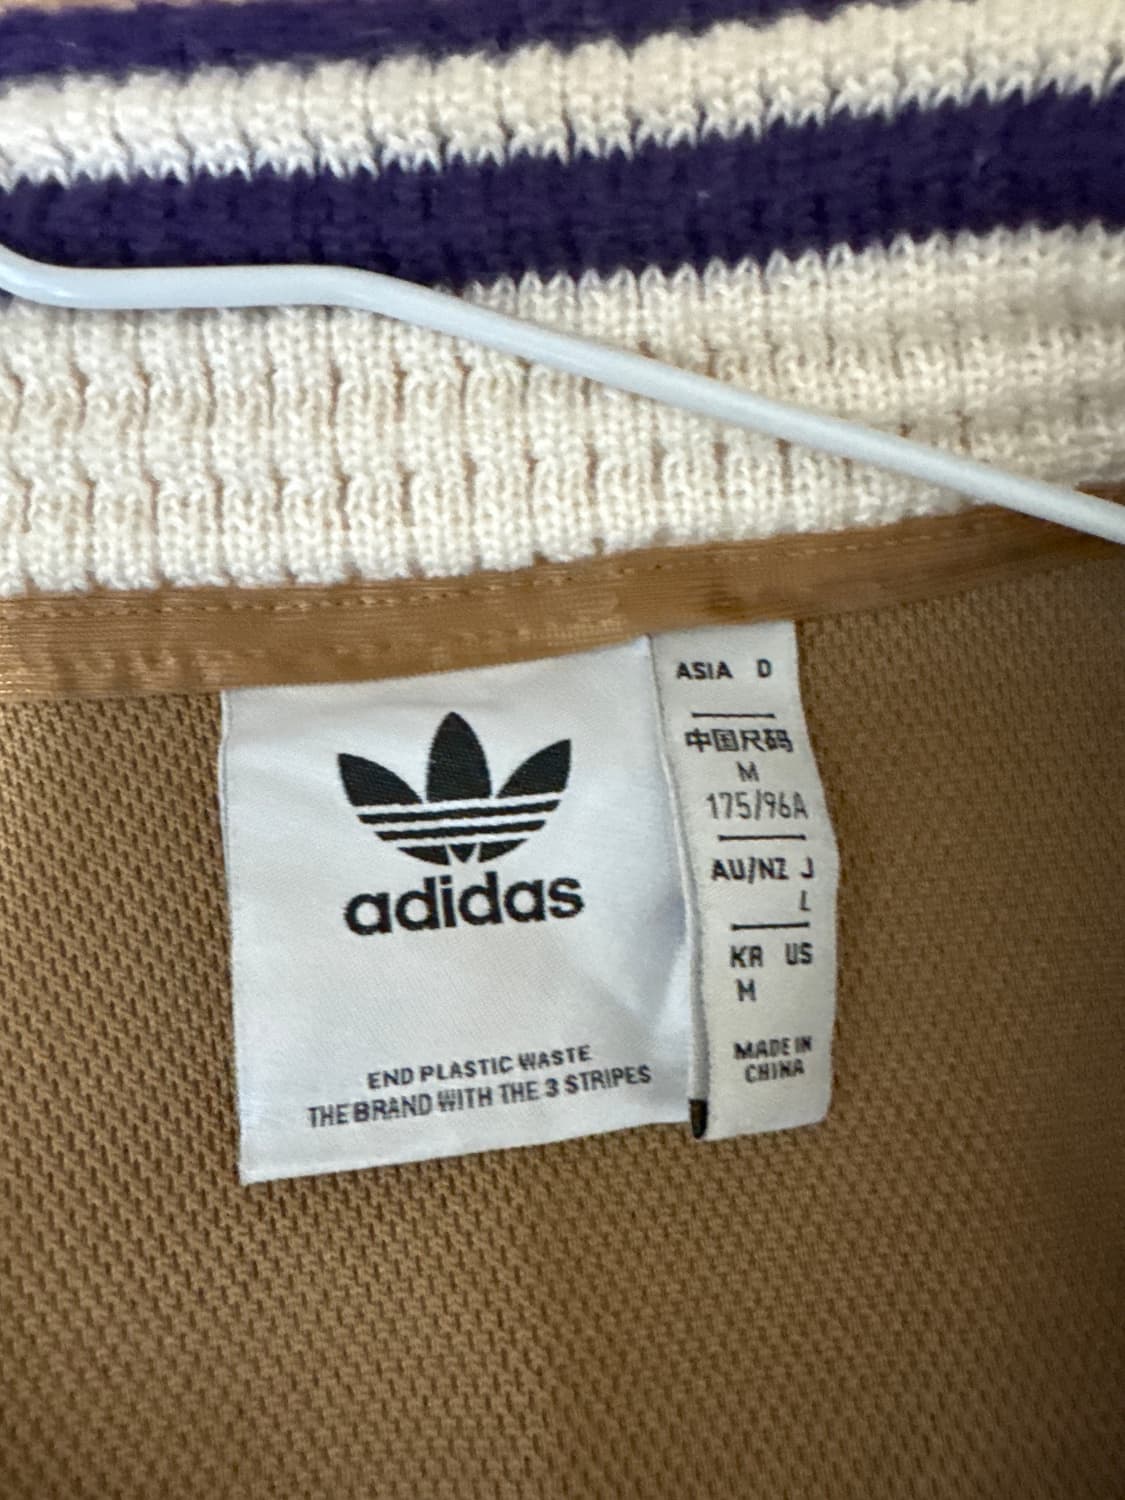 adidas
END PLASTIC WASTE
THE BRAND WITH THE 3 STRIPES
ASIA D
中国尺码
M
175/96A
AU/NZ J
L
KR US
M
MADE IN
CHINA